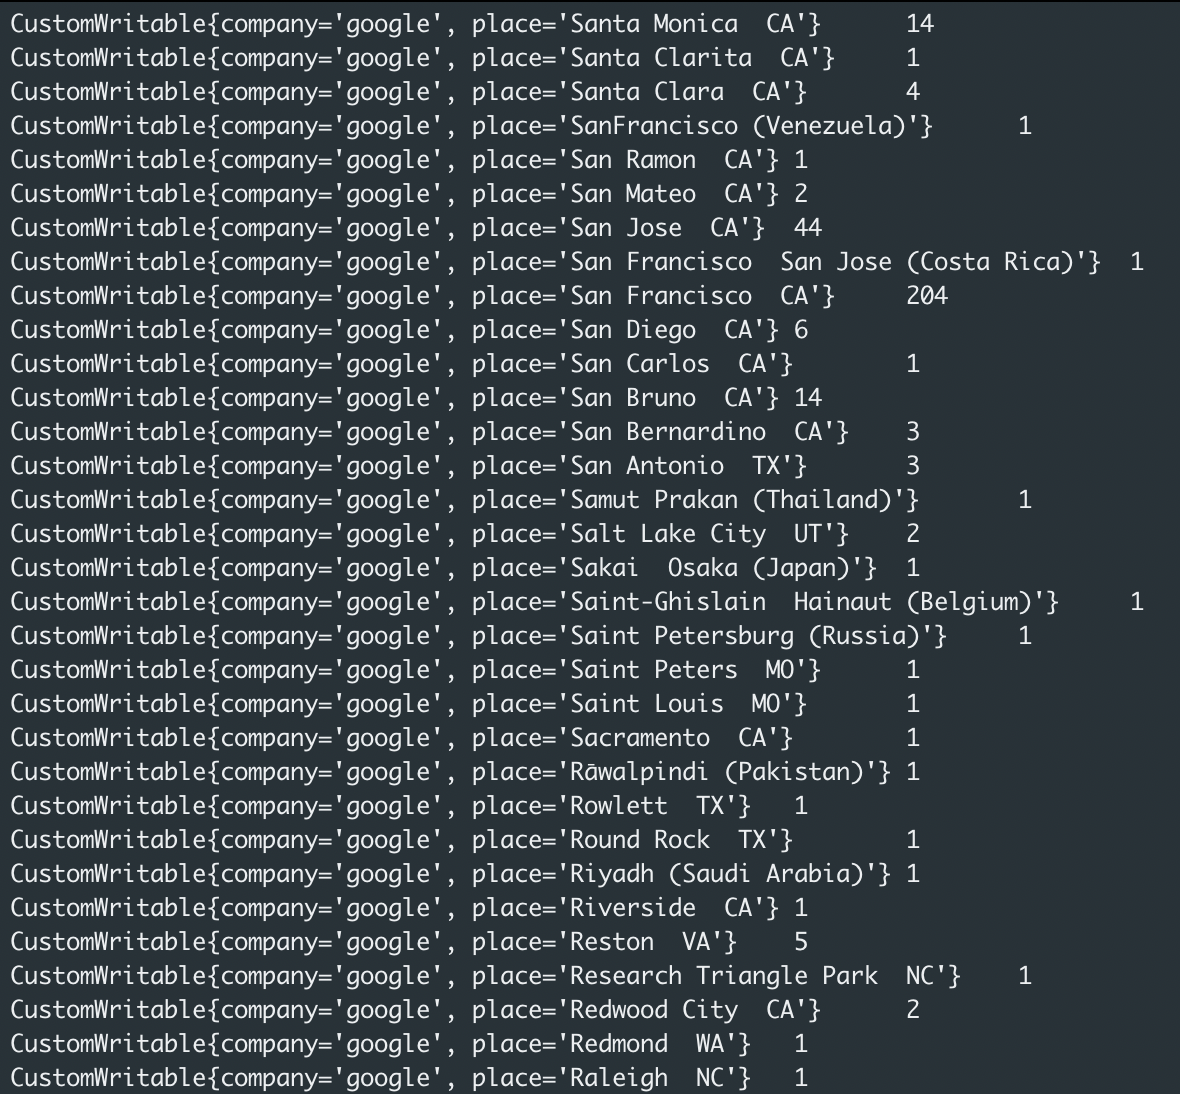 CustomWritable{company='google', place='Santa Monica  CA'}      14
CustomWritable{company='google', place='Santa Clarita  CA'}     1
CustomWritable{company='google', place='Santa Clara  CA'}       4
CustomWritable{company='google', place='SanFrancisco (Venezuela)'}      1
CustomWritable{company='google', place='San Ramon  CA'} 1
CustomWritable{company='google', place='San Mateo  CA'} 2
CustomWritable{company='google', place='San Jose  CA'}  44
CustomWritable{company='google', place='San Francisco  San Jose (Costa Rica)'}  1
CustomWritable{company='google', place='San Francisco  CA'}     204
CustomWritable{company='google', place='San Diego  CA'} 6
CustomWritable{company='google', place='San Carlos  CA'}        1
CustomWritable{company='google', place='San Bruno  CA'} 14
CustomWritable{company='google', place='San Bernardino  CA'}    3
CustomWritable{company='google', place='San Antonio  TX'}       3
CustomWritable{company='google', place='Samut Prakan (Thailand)'}       1
CustomWritable{company='google', place='Salt Lake City  UT'}    2
CustomWritable{company='google', place='Sakai  Osaka (Japan)'}  1
CustomWritable{company='google', place='Saint-Ghislain  Hainaut (Belgium)'}     1
CustomWritable{company='google', place='Saint Petersburg (Russia)'}     1
CustomWritable{company='google', place='Saint Peters  MO'}      1
CustomWritable{company='google', place='Saint Louis  MO'}       1
CustomWritable{company='google', place='Sacramento  CA'}        1
CustomWritable{company='google', place='Rāwalpindi (Pakistan)'} 1
CustomWritable{company='google', place='Rowlett  TX'}   1
CustomWritable{company='google', place='Round Rock  TX'}        1
CustomWritable{company='google', place='Riyadh (Saudi Arabia)'} 1
CustomWritable{company='google', place='Riverside  CA'} 1
CustomWritable{company='google', place='Reston  VA'}    5
CustomWritable{company='google', place='Research Triangle Park  NC'}    1
CustomWritable{company='google', place='Redwood City  CA'}      2
CustomWritable{company='google', place='Redmond  WA'}   1
CustomWritable{company='google', place='Raleigh  NC'}   1